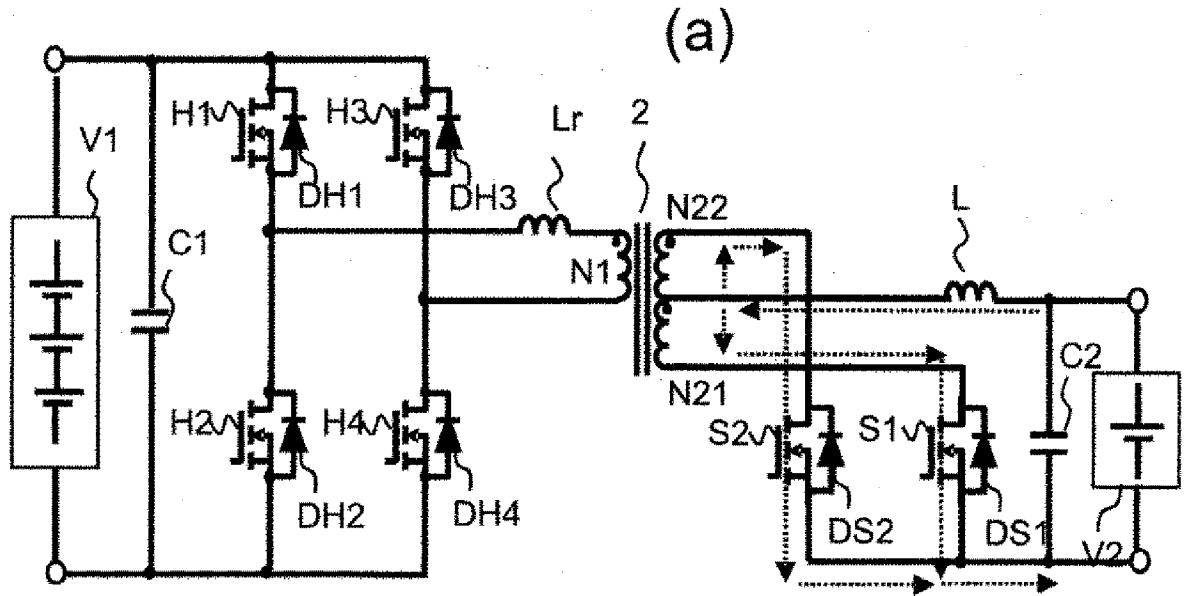 (a)
H1
H3
Lr
2
V1
DH1
DH3
N22
L
C1
N1
N21
C2
H2
H4
S2
S1
DH2
DH4
DS2
DS1
V2